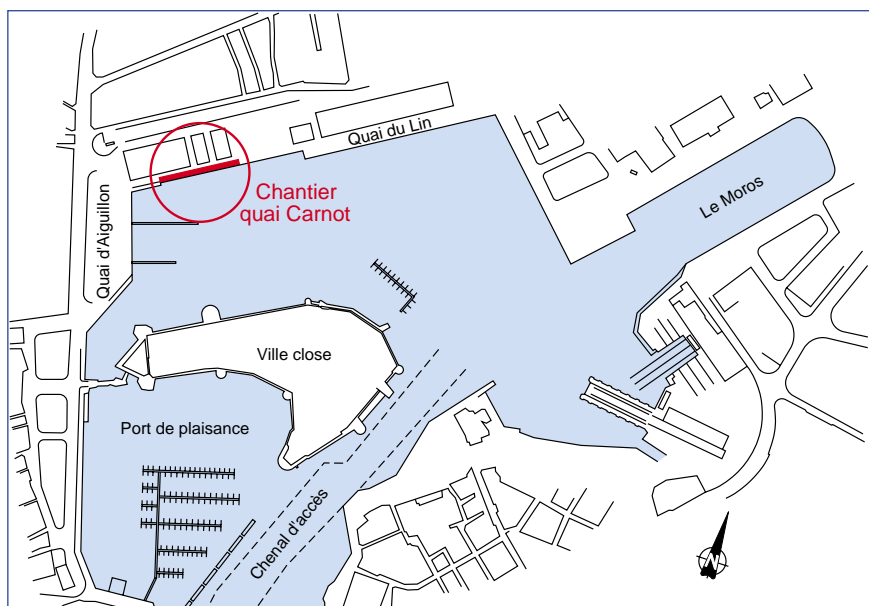 Quai du Lin
Chantier
quai Carnot
Le Moros
Quai d'Aiguillon
Ville close
Port de plaisance
Chenal d'accès
N